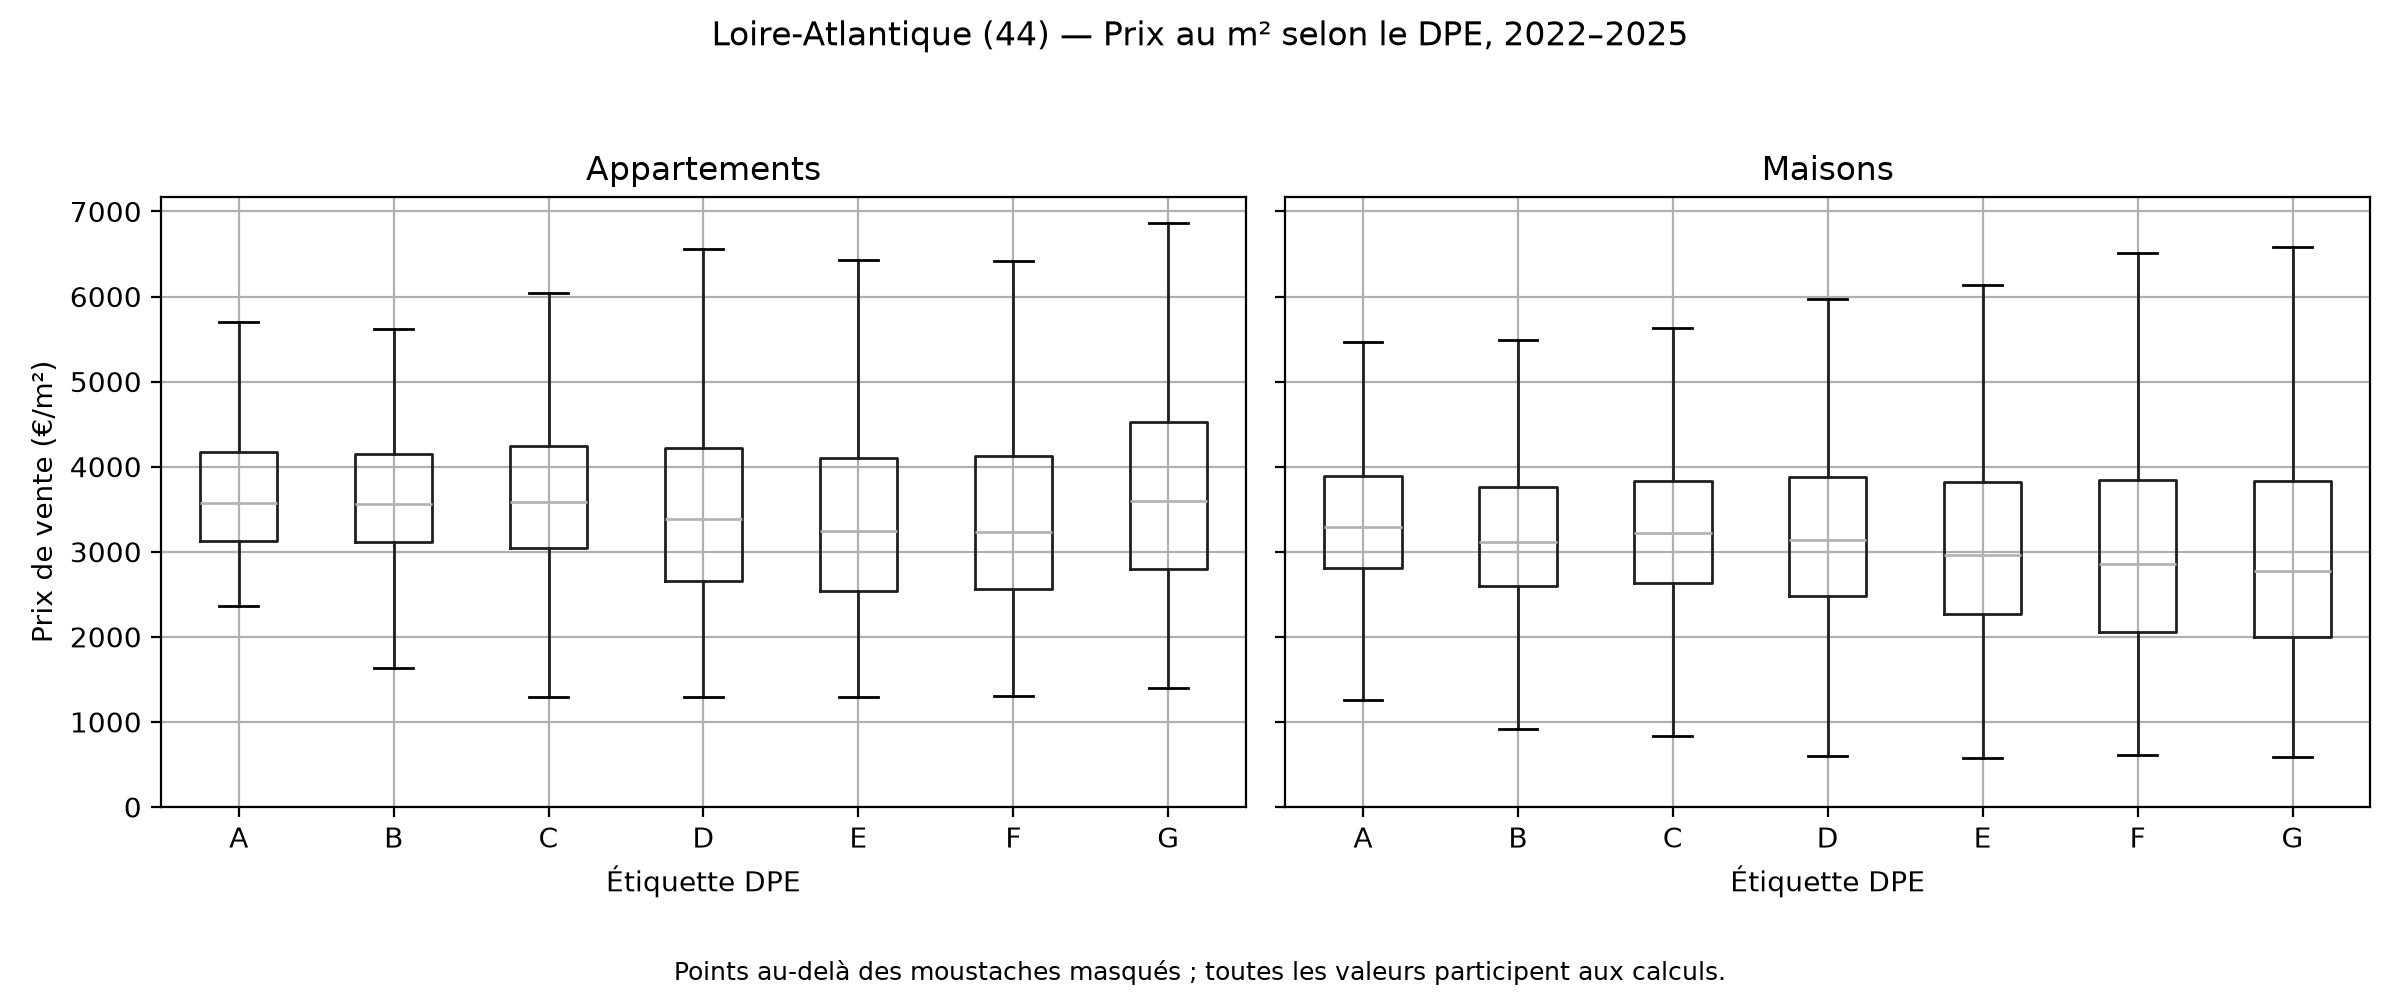 Loire-Atlantique (44) — Prix au m² selon le DPE, 2022–2025
Appartements
Prix de vente (€/m²)
7000
6000
5000
4000
3000
2000
1000
0
A B C D E F G
Étiquette DPE
Maisons
A B C D E F G
Étiquette DPE
Points au-delà des moustaches masqués ; toutes les valeurs participent aux calculs.